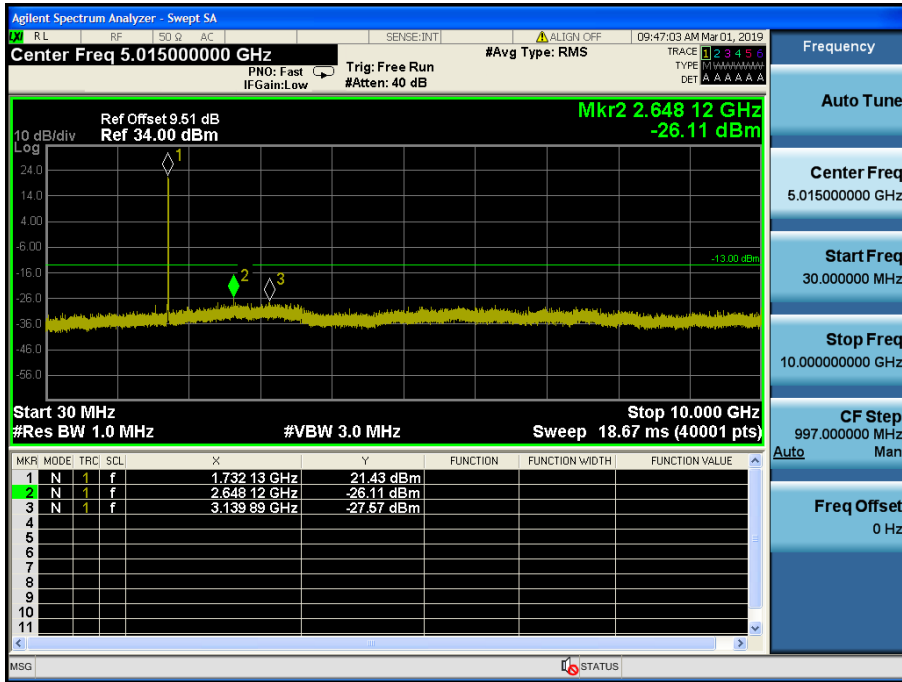 Agilent Spectrum Analyzer - Swept SA
LXI RL RF 50 Ω AC SENSE:INT ALIGN OFF 09:47:03 AM Mar 01, 2019
Center Freq 5.015000000 GHz
PNO: Fast
IFGain:Low
Trig: Free Run
#Atten: 40 dB
#Avg Type: RMS
TRACE 1 2 3 4 5 6
TYPE M WWWWW
DET A A A A A A
Frequency
Mkr2 2.648 12 GHz
-26.11 dBm
Ref Offset 9.51 dB
10 dB/div Ref 34.00 dBm
Log
1
24.0
14.0
4.00
-6.00
-13.00 dBm
-16.0
2
3
-26.0
-36.0
-46.0
-56.0
Start 30 MHz Stop 10.000 GHz
#Res BW 1.0 MHz #VBW 3.0 MHz Sweep 18.67 ms (40001 pts)
MKR MODE TRC SCL X Y FUNCTION FUNCTION WIDTH FUNCTION VALUE
1 N 1 f 1.732 13 GHz 21.43 dBm
2 N 1 f 2.648 12 GHz -26.11 dBm
3 N 1 f 3.139 89 GHz -27.57 dBm
4
5
6
7
8
9
10
11
MSG STATUS
Auto Tune
Center Freq
5.015000000 GHz
Start Freq
30.000000 MHz
Stop Freq
10.000000000 GHz
CF Step
997.000000 MHz
Auto Man
Freq Offset
0 Hz